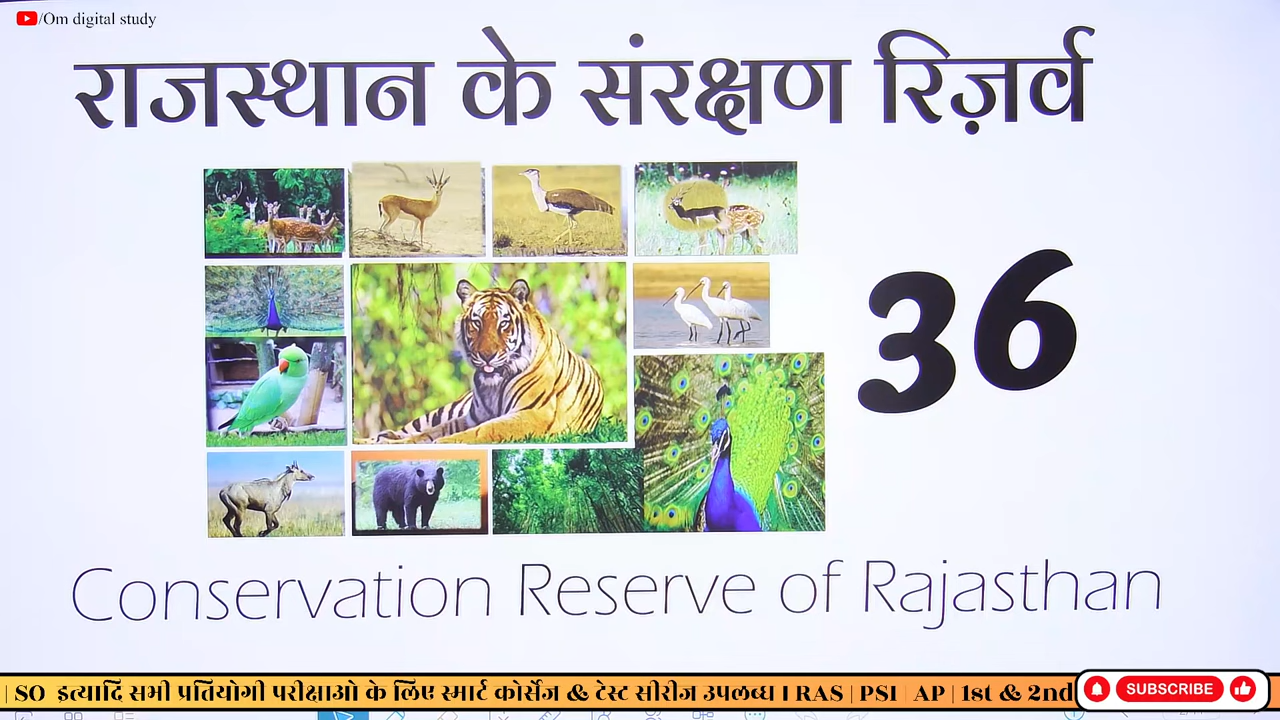 /Om digital study
राजस्थान के संरक्षण रिज़र्व
36
Conservation Reserve of Rajasthan
| SO इत्यादि सभी प्रतियोगी परीक्षाओ के लिए स्मार्ट कोर्सेज & टेस्ट सीरीज उपलब्ध । RAS | PSI | AP | 1st & 2nd
SUBSCRIBE